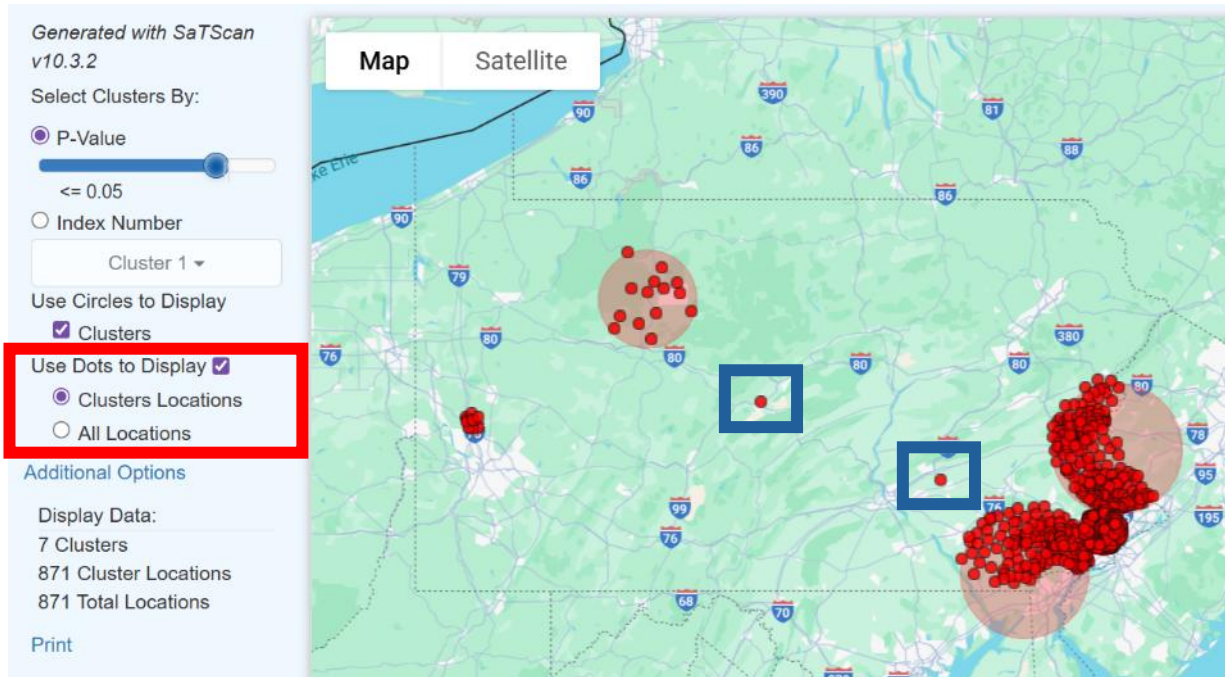 Generated with SaTScan
v10.3.2
Select Clusters By:
P-Value
<= 0.05
Index Number
Cluster 1
Use Circles to Display
Clusters
Use Dots to Display
Clusters Locations
All Locations
Additional Options
Display Data:
7 Clusters
871 Cluster Locations
871 Total Locations
Print
Map Satellite
390
90
81
86
88
86
ke Erie
86
90
79
80
380
76
80
80
80
80
78
95
99
76
195
76
68
70